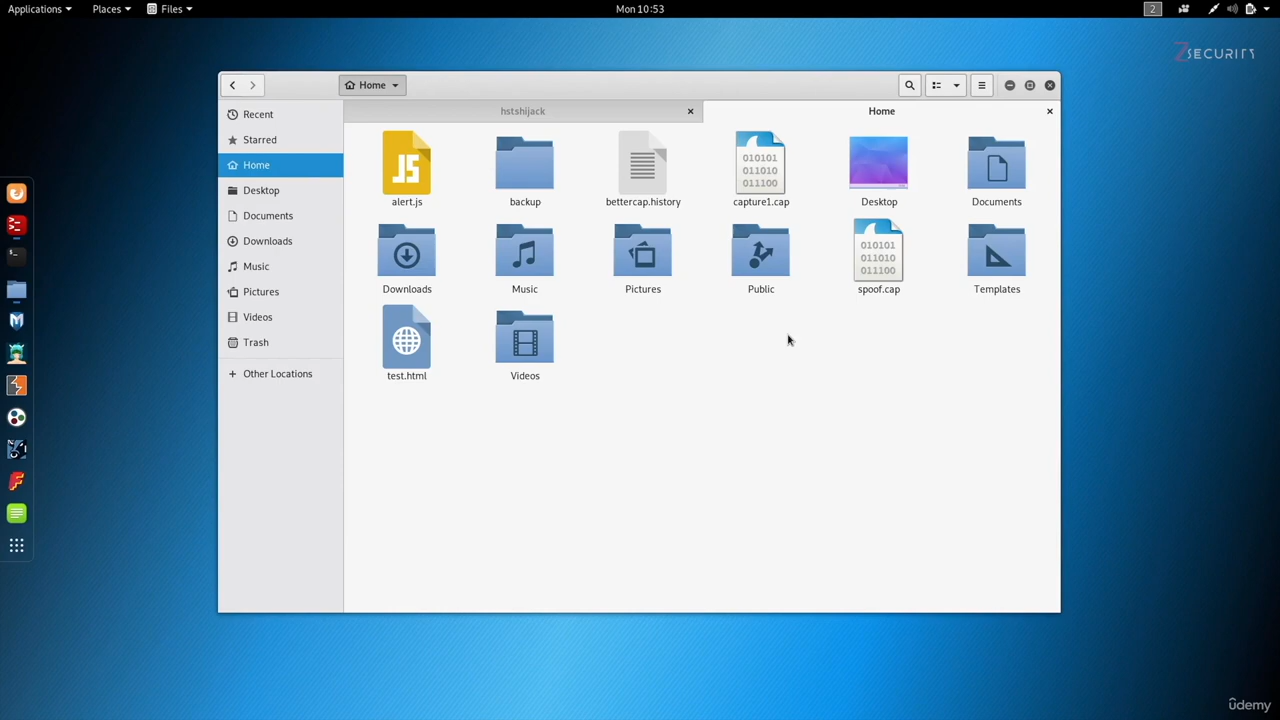 Applications Places Files Mon 10:53 2
ZSECURITY
Home
hstshijack Home
Recent
Starred
Home
Desktop
Documents
Downloads
Music
Pictures
Videos
Trash
Other Locations
JS
010101
011010
011100
alert.js backup bettercap.history capture1.cap Desktop Documents
010101
011010
011100
Downloads Music Pictures Public spoof.cap Templates
test.html Videos
ûdemy